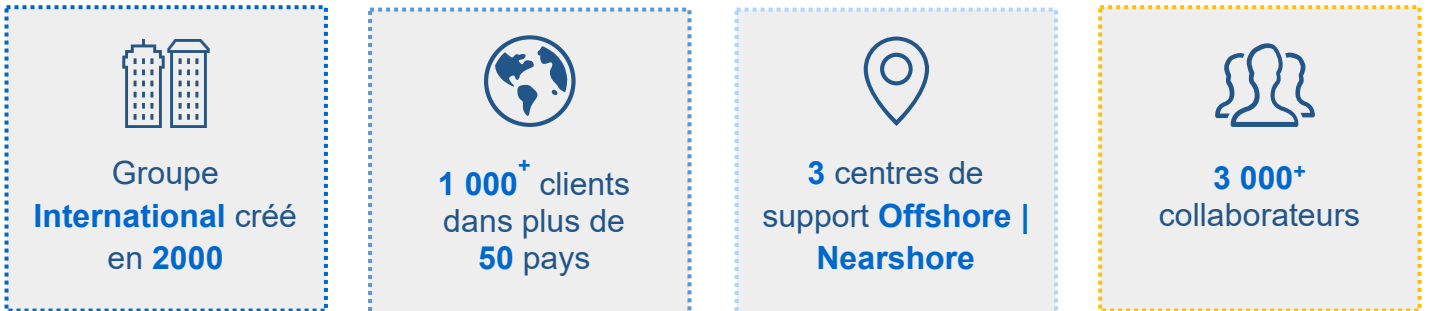 Groupe
International créé
en 2000
1 000+ clients
dans plus de
50 pays
3 centres de
support Offshore |
Nearshore
3 000+
collaborateurs